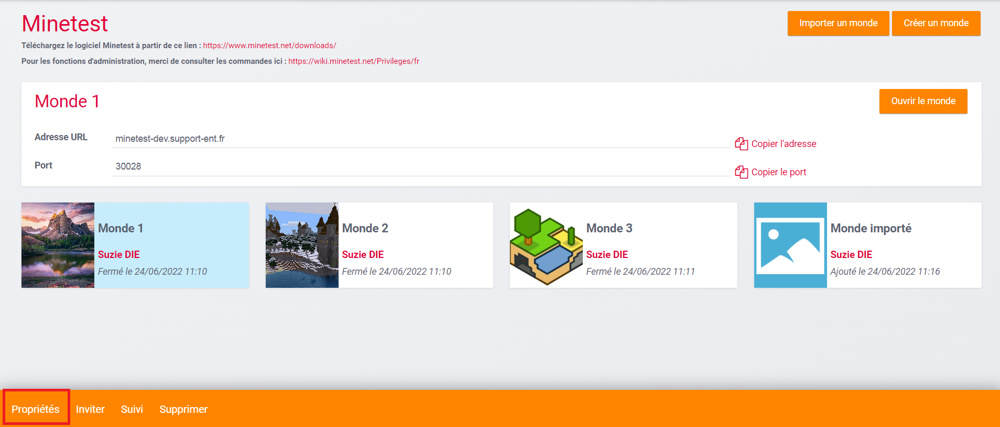 Minetest
Importer un monde
Créer un monde
Téléchargez le logiciel Minetest à partir de ce lien : https://www.minetest.net/downloads/
Pour les fonctions d'administration, merci de consulter les commandes ici : https://wiki.minetest.net/Privileges/fr
Monde 1
Ouvrir le monde
Adresse URL
minetest-dev.support-ent.fr
Copier l'adresse
Port
30028
Copier le port
Monde 1
Suzie DIE
Fermé le 24/06/2022 11:10
Monde 2
Suzie DIE
Fermé le 24/06/2022 11:10
Monde 3
Suzie DIE
Fermé le 24/06/2022 11:11
Monde importé
Suzie DIE
Ajouté le 24/06/2022 11:16
Propriétés
Inviter
Suivi
Supprimer